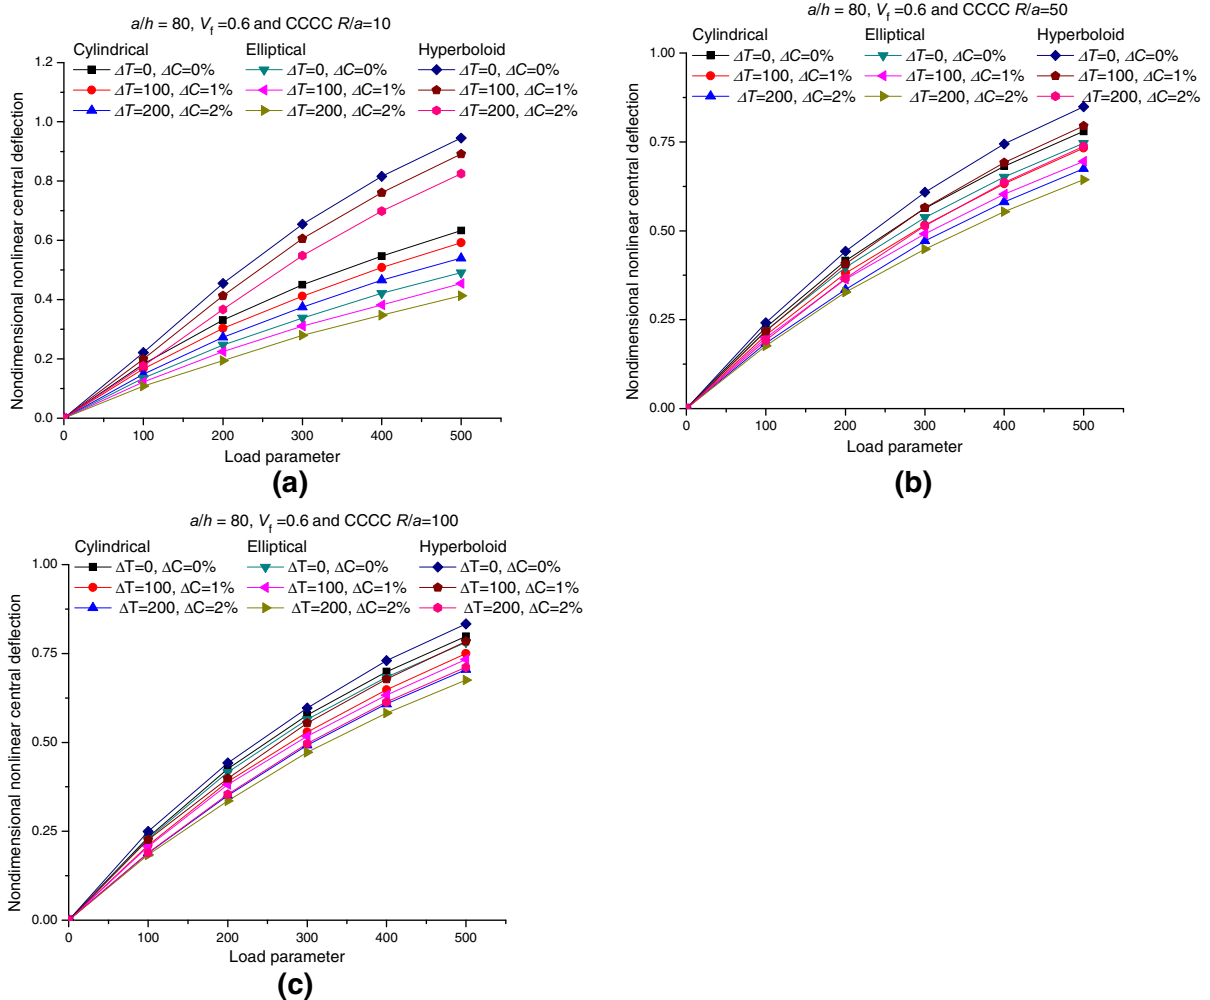 a/h = 80, Vf =0.6 and CCCC R/a=10
Cylindrical Elliptical Hyperboloid
ΔT=0, ΔC=0% ΔT=0, ΔC=0% ΔT=0, ΔC=0%
ΔT=100, ΔC=1% ΔT=100, ΔC=1% ΔT=100, ΔC=1%
ΔT=200, ΔC=2% ΔT=200, ΔC=2% ΔT=200, ΔC=2%
Nondimensional nonlinear central deflection
1.2
1.0
0.8
0.6
0.4
0.2
0.0
0 100 200 300 400 500
Load parameter
(a)
a/h = 80, Vf =0.6 and CCCC R/a=50
Cylindrical Elliptical Hyperboloid
ΔT=0, ΔC=0% ΔT=0, ΔC=0% ΔT=0, ΔC=0%
ΔT=100, ΔC=1% ΔT=100, ΔC=1% ΔT=100, ΔC=1%
ΔT=200, ΔC=2% ΔT=200, ΔC=2% ΔT=200, ΔC=2%
Nondimensional nonlinear central deflection
1.00
0.75
0.50
0.25
0.00
0 100 200 300 400 500
Load parameter
(b)
a/h = 80, Vf =0.6 and CCCC R/a=100
Cylindrical Elliptical Hyperboloid
ΔT=0, ΔC=0% ΔT=0, ΔC=0% ΔT=0, ΔC=0%
ΔT=100, ΔC=1% ΔT=100, ΔC=1% ΔT=100, ΔC=1%
ΔT=200, ΔC=2% ΔT=200, ΔC=2% ΔT=200, ΔC=2%
Nondimensional nonlinear central deflection
1.00
0.75
0.50
0.25
0.00
0 100 200 300 400 500
Load parameter
(c)